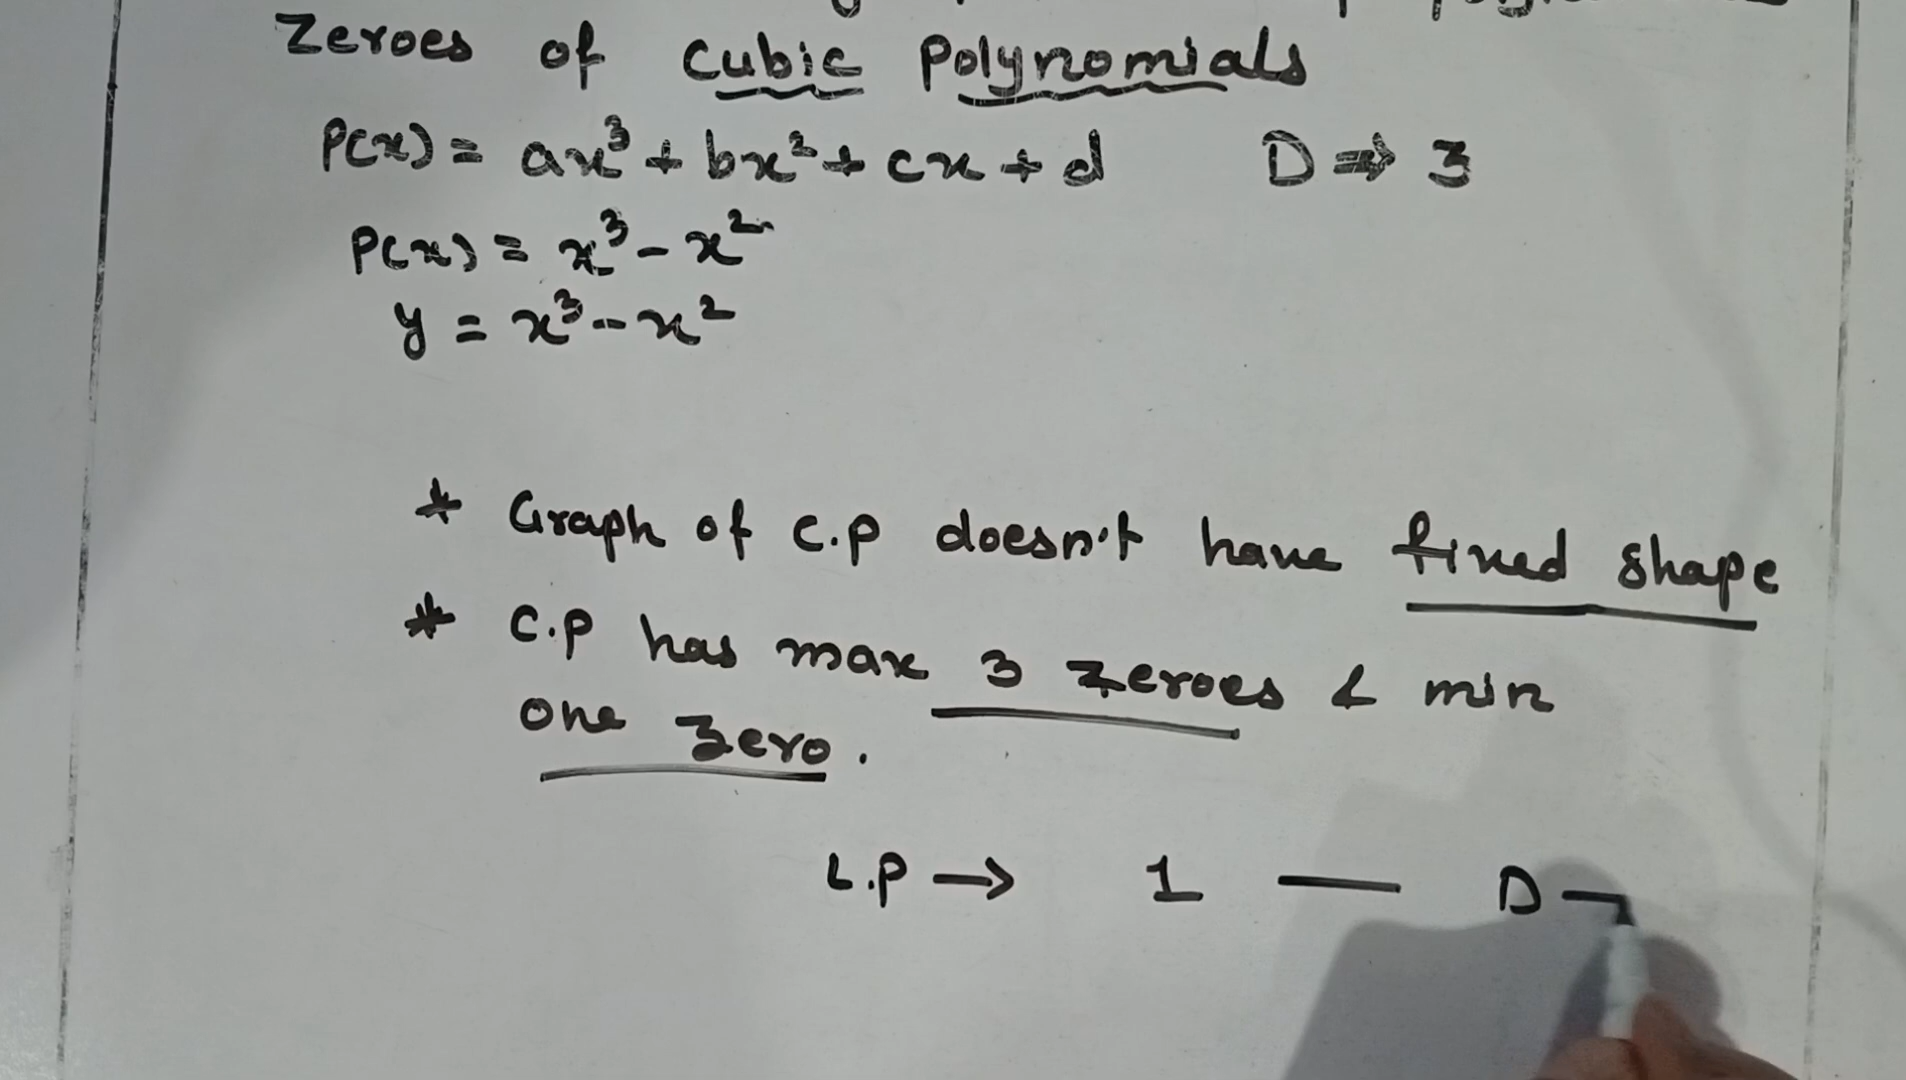 Zeroes of Cubic Polynomials
P(x) = ax³ + bx² + cx + d D ⇒ 3
P(x) = x³ - x²
y = x³ - x²
* Graph of C.P doesn't have fixed shape
* C.P has max 3 zeroes & min
one zero.
L.P → 1 — D -